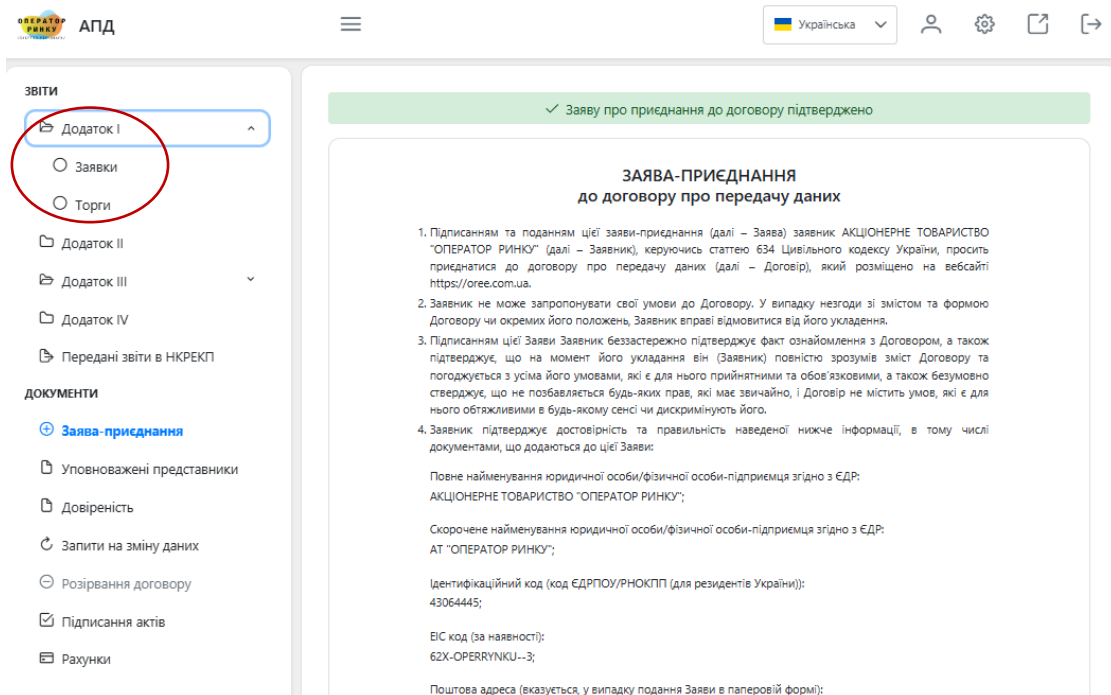 ОПЕРАТОР
РИНКУ
АПД
Українська
ЗВІТИ
Додаток I
Заявки
Торги
Додаток II
Додаток III
Додаток IV
Передані звіти в НКРЕКП
ДОКУМЕНТИ
Заява-приєднання
Уповноважені представники
Довіреність
Запити на зміну даних
Розірвання договору
Підписання актів
Рахунки
Заяву про приєднання до договору підтверджено
ЗАЯВА-ПРИЄДНАННЯ
до договору про передачу даних
1. Підписанням та поданням цієї заяви-приєднання (далі – Заява) заявник АКЦІОНЕРНЕ ТОВАРИСТВО
"ОПЕРАТОР РИНКУ" (далі – Заявник), керуючись статтею 634 Цивільного кодексу України, просить
приєднатися до договору про передачу даних (далі – Договір), який розміщено на вебсайті
https://oree.com.ua.
2. Заявник не може запропонувати свої умови до Договору. У випадку незгоди зі змістом та формою
Договору чи окремих його положень, Заявник вправі відмовитися від його укладення.
3. Підписанням цієї Заяви Заявник беззастережно підтверджує факт ознайомлення з Договором, а також
підтверджує, що на момент його укладання він (Заявник) повністю зрозумів зміст Договору та
погоджується з усіма його умовами, які є для нього прийнятними та обов'язковими, а також безумовно
стверджує, що не позбавляється будь-яких прав, які має звичайно, і Договір не містить умов, які є для
нього обтяжливими в будь-якому сенсі чи дискримінують його.
4. Заявник підтверджує достовірність та правильність наведеної нижче інформації, в тому числі
документами, що додаються до цієї Заяви:
Повне найменування юридичної особи/фізичної особи-підприємця згідно з ЄДР:
АКЦІОНЕРНЕ ТОВАРИСТВО "ОПЕРАТОР РИНКУ";
Скорочене найменування юридичної особи/фізичної особи-підприємця згідно з ЄДР:
АТ "ОПЕРАТОР РИНКУ";
Ідентифікаційний код (код ЄДРПОУ/РНОКПП (для резидентів України)):
43064445;
ЕІС код (за наявності):
62X-OPERRYNKU--3;
Поштова адреса (вказується, у випадку подання Заяви в паперовій формі):